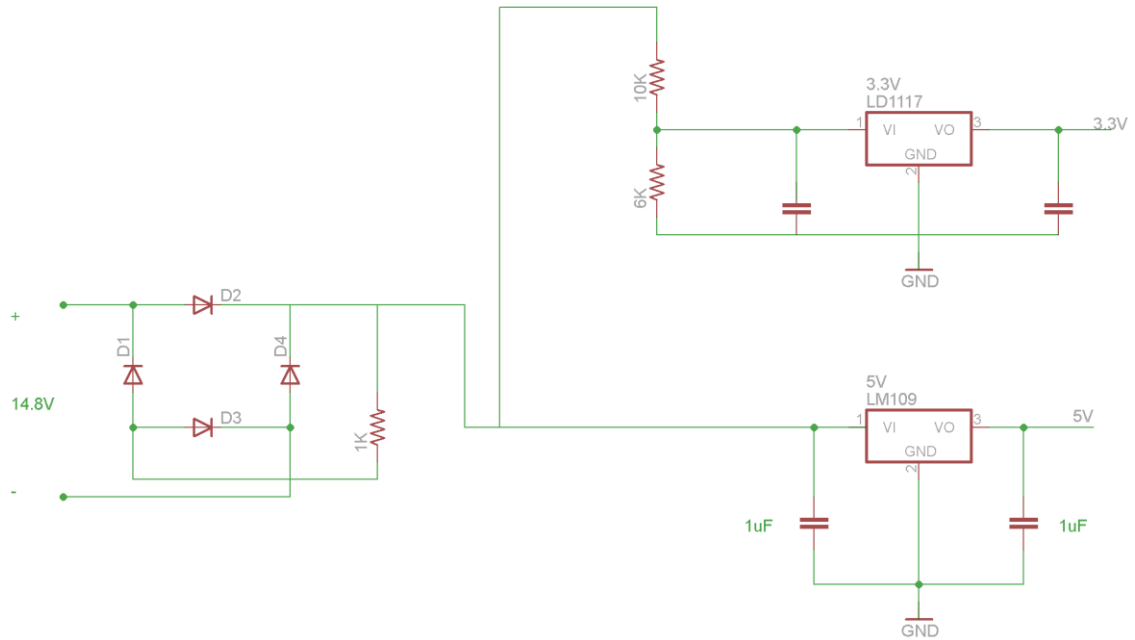 10K
6K
3.3V
LD1117
1
VI
VO
3
GND
2
3.3V
GND
+
14.8V
-
D1
D2
D3
D4
1K
5V
LM109
1
VI
VO
3
GND
2
5V
1uF
1uF
GND